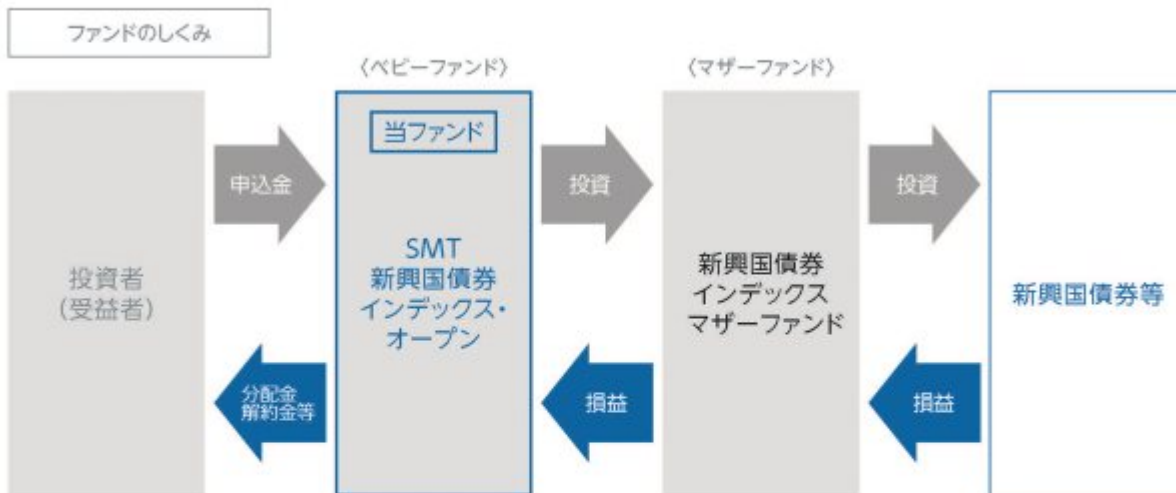 ファンドのしくみ
〈ベビーファンド〉
〈マザーファンド〉
投資者
(受益者)
申込金
分配金
解約金等
当ファンド
SMT
新興国債券
インデックス・
オープン
投資
損益
新興国債券
インデックス
マザーファンド
投資
損益
新興国債券等